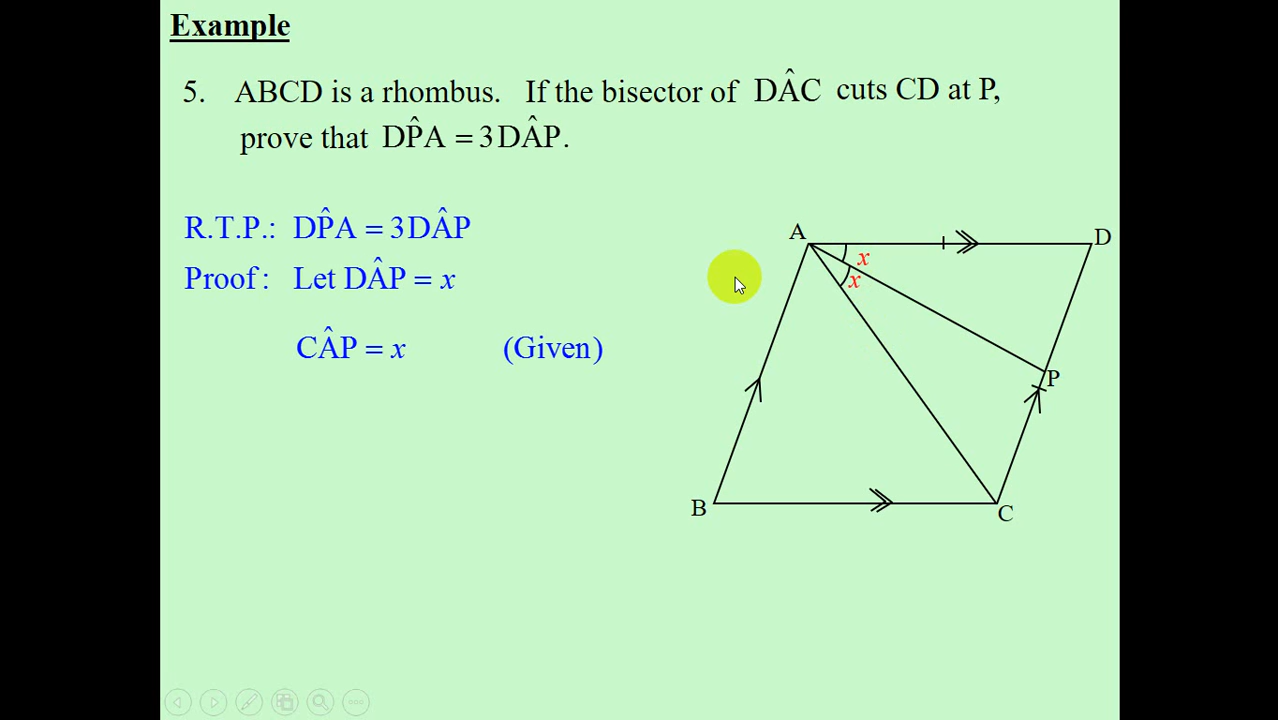 Example
5. ABCD is a rhombus. If the bisector of DÂC cuts CD at P,
prove that DP̂A = 3DÂP.
R.T.P.: DP̂A = 3DÂP
Proof: Let DÂP = x
CÂP = x (Given)
A
D
x
x
P
B
C